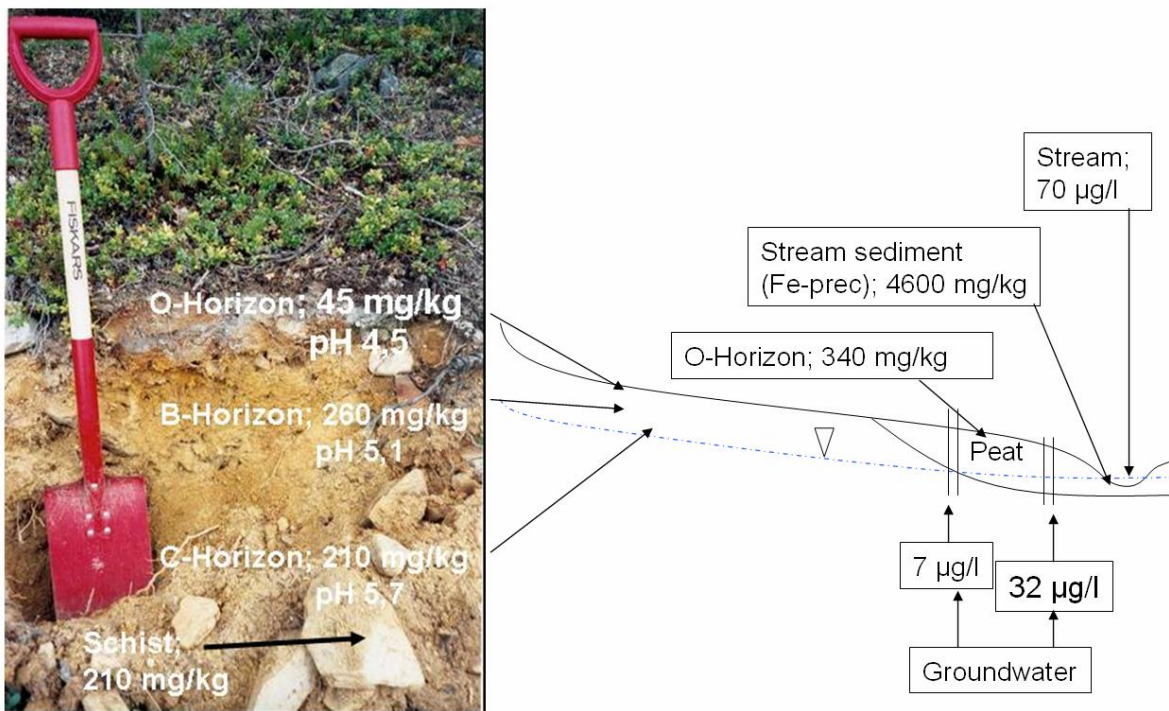 FISKARS
O-Horizon; 45 mg/kg
pH 4,5
B-Horizon; 260 mg/kg
pH 5,1
C-Horizon; 210 mg/kg
pH 5,7
Schist;
210 mg/kg
Stream;
70 µg/l
Stream sediment
(Fe-prec); 4600 mg/kg
O-Horizon; 340 mg/kg
Peat
7 µg/l
32 µg/l
Groundwater